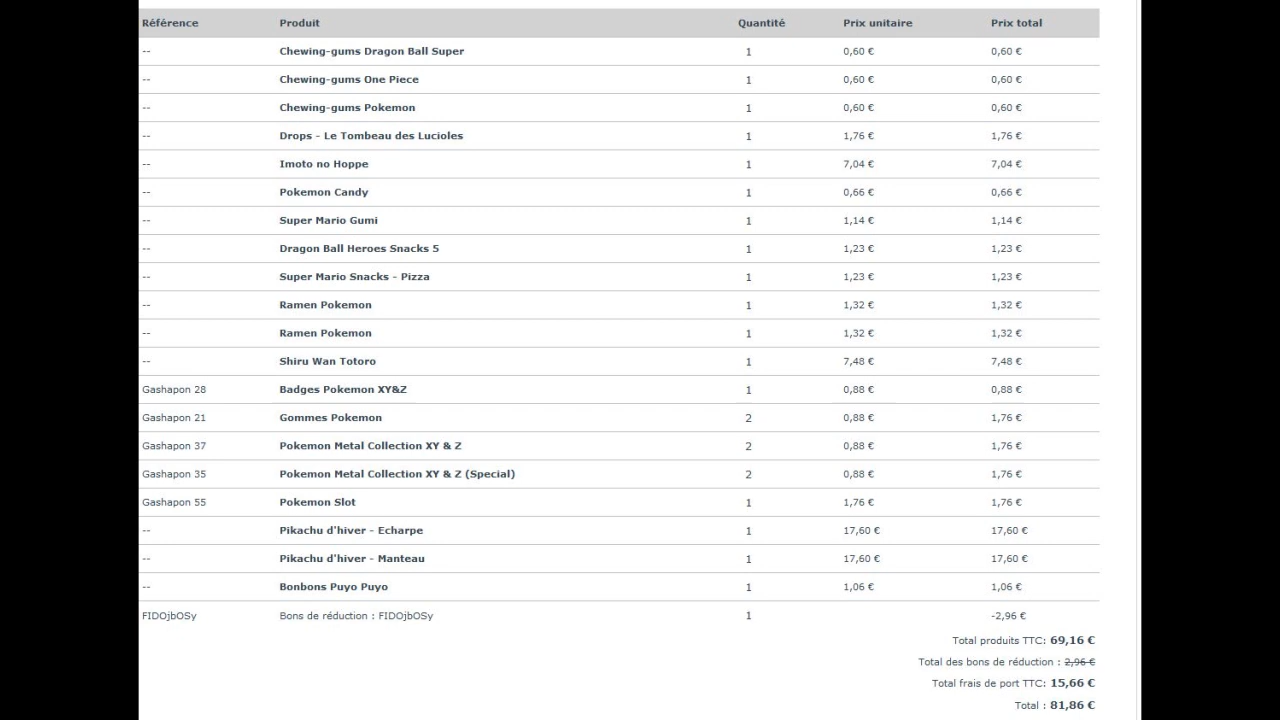 Référence Produit Quantité Prix unitaire Prix total
-- Chewing-gums Dragon Ball Super 1 0,60 € 0,60 €
-- Chewing-gums One Piece 1 0,60 € 0,60 €
-- Chewing-gums Pokemon 1 0,60 € 0,60 €
-- Drops - Le Tombeau des Lucioles 1 1,76 € 1,76 €
-- Imoto no Hoppe 1 7,04 € 7,04 €
-- Pokemon Candy 1 0,66 € 0,66 €
-- Super Mario Gumi 1 1,14 € 1,14 €
-- Dragon Ball Heroes Snacks 5 1 1,23 € 1,23 €
-- Super Mario Snacks - Pizza 1 1,23 € 1,23 €
-- Ramen Pokemon 1 1,32 € 1,32 €
-- Ramen Pokemon 1 1,32 € 1,32 €
-- Shiru Wan Totoro 1 7,48 € 7,48 €
Gashapon 28 Badges Pokemon XY&Z 1 0,88 € 0,88 €
Gashapon 21 Gommes Pokemon 2 0,88 € 1,76 €
Gashapon 37 Pokemon Metal Collection XY & Z 2 0,88 € 1,76 €
Gashapon 35 Pokemon Metal Collection XY & Z (Special) 2 0,88 € 1,76 €
Gashapon 55 Pokemon Slot 1 1,76 € 1,76 €
-- Pikachu d'hiver - Echarpe 1 17,60 € 17,60 €
-- Pikachu d'hiver - Manteau 1 17,60 € 17,60 €
-- Bonbons Puyo Puyo 1 1,06 € 1,06 €
FIDOjbOSy Bons de réduction : FIDOjbOSy 1 -2,96 €
Total produits TTC: 69,16 €
Total des bons de réduction : 2,96 €
Total frais de port TTC: 15,66 €
Total : 81,86 €